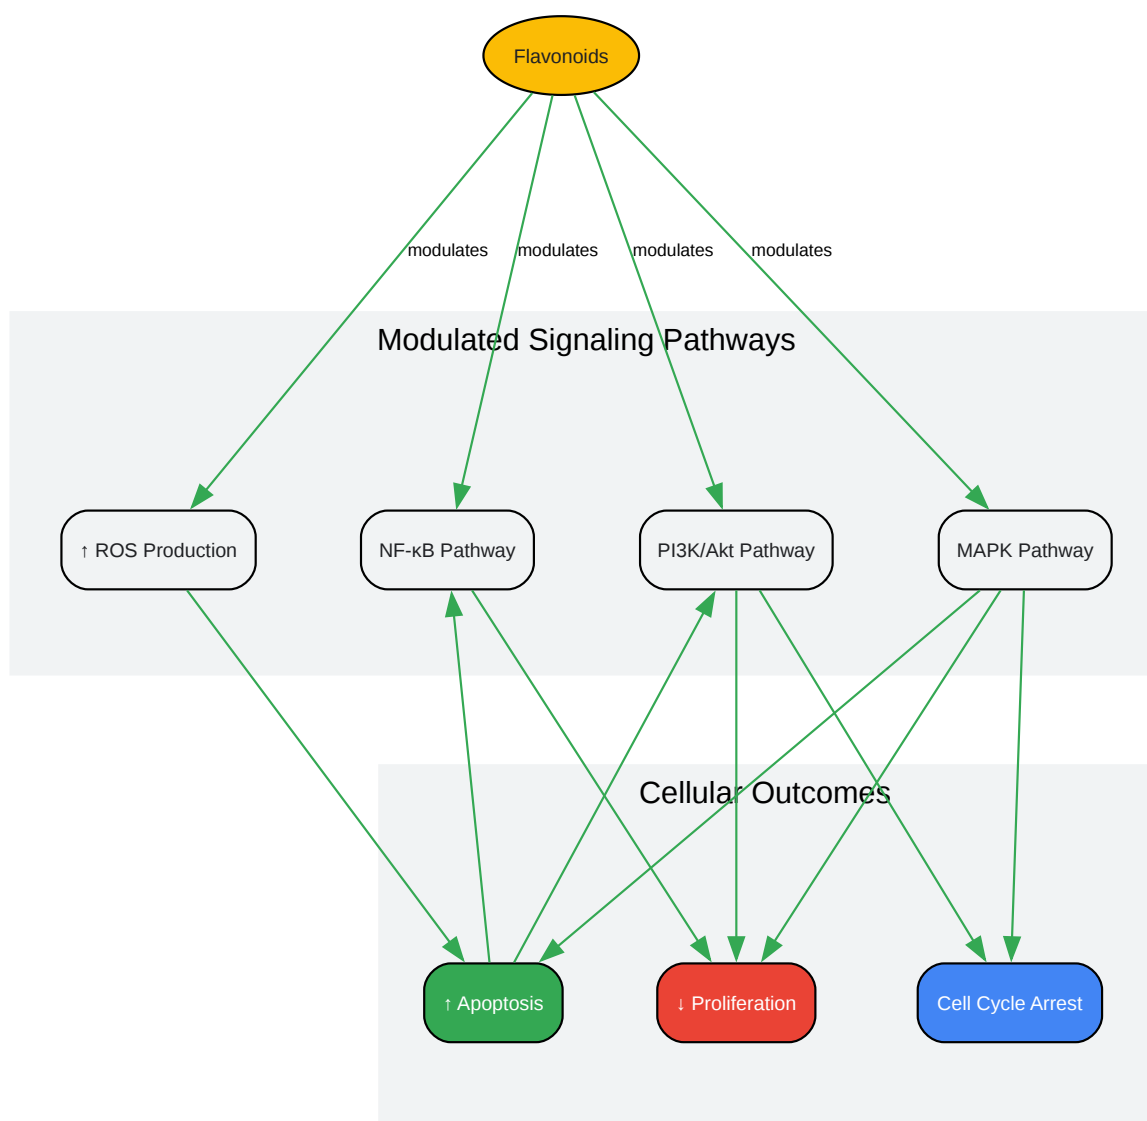 Flavonoids
modulates
modulates
modulates
modulates
Modulated Signaling Pathways
↑ ROS Production
NF-κB Pathway
PI3K/Akt Pathway
MAPK Pathway
Cellular Outcomes
↑ Apoptosis
↓ Proliferation
Cell Cycle Arrest